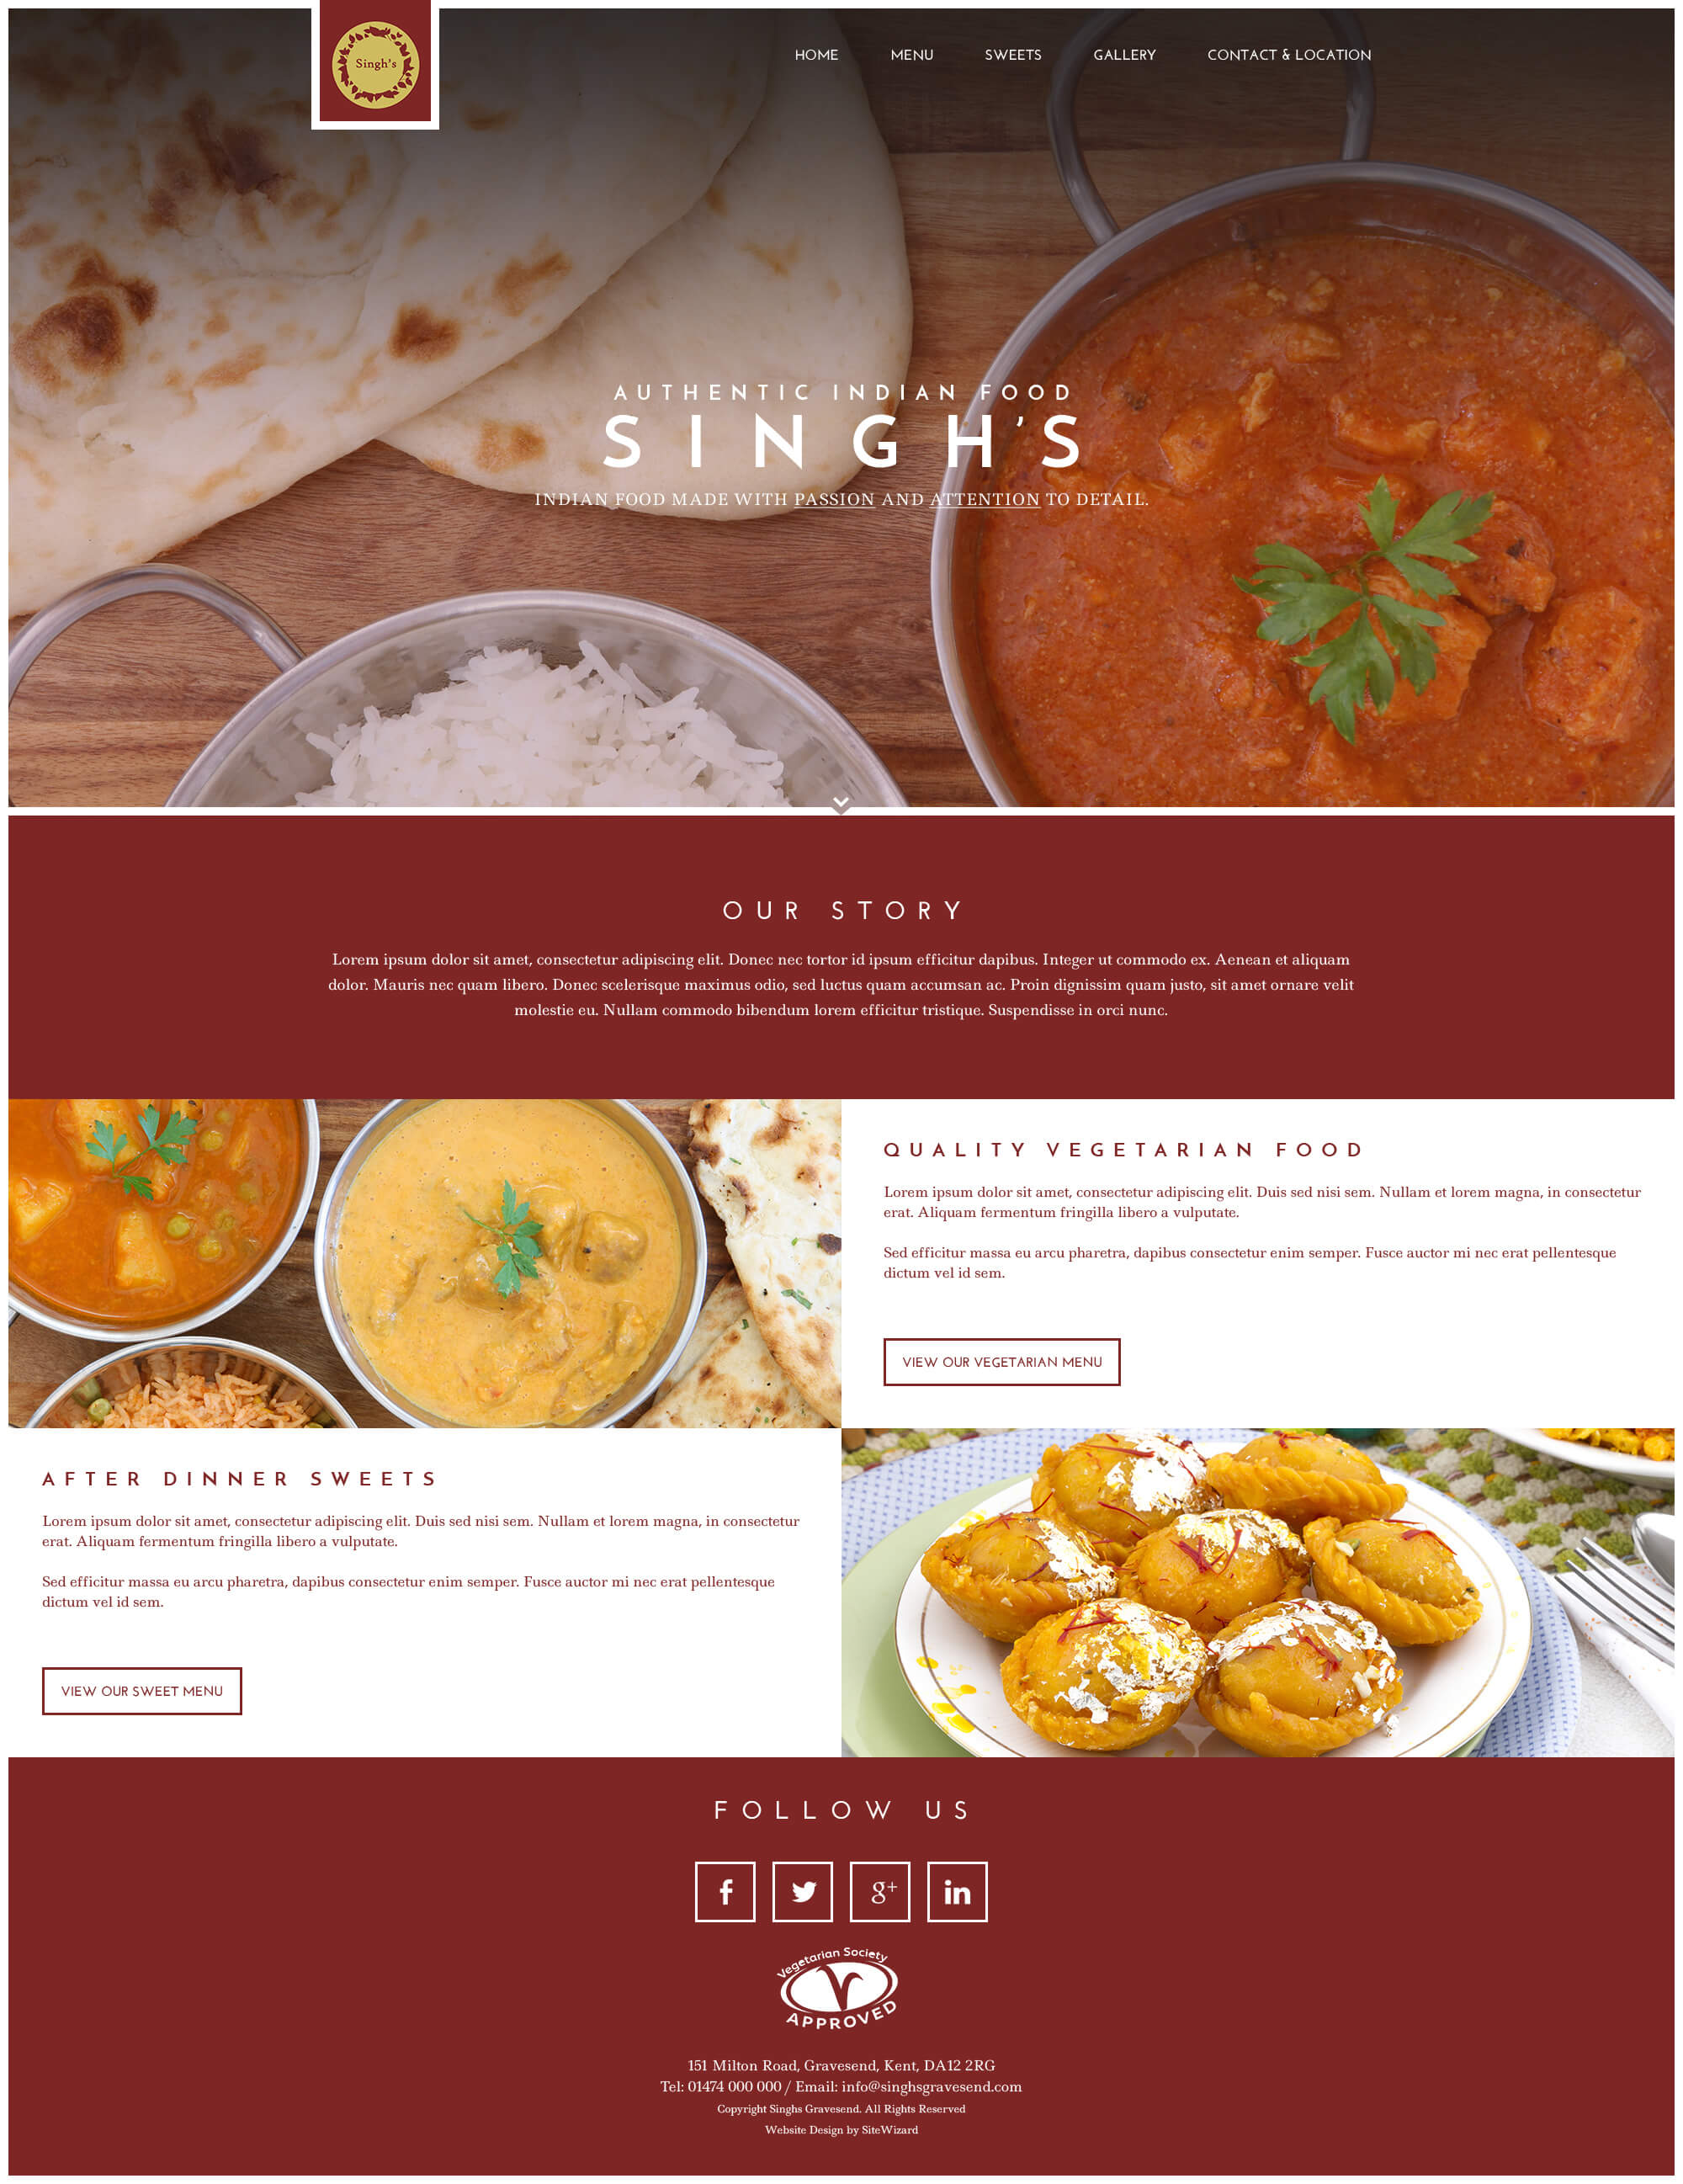 Singh's
HOME MENU SWEETS GALLERY CONTACT & LOCATION
AUTHENTIC INDIAN FOOD
SINGH'S
INDIAN FOOD MADE WITH PASSION AND ATTENTION TO DETAIL.
OUR STORY
Lorem ipsum dolor sit amet, consectetur adipiscing elit. Donec nec tortor id ipsum efficitur dapibus. Integer ut commodo ex. Aenean et aliquam
dolor. Mauris nec quam libero. Donec scelerisque maximus odio, sed luctus quam accumsan ac. Proin dignissim quam justo, sit amet ornare velit
molestie eu. Nullam commodo bibendum lorem efficitur tristique. Suspendisse in orci nunc.
QUALITY VEGETARIAN FOOD
Lorem ipsum dolor sit amet, consectetur adipiscing elit. Duis sed nisi sem. Nullam et lorem magna, in consectetur
erat. Aliquam fermentum fringilla libero a vulputate.
Sed efficitur massa eu arcu pharetra, dapibus consectetur enim semper. Fusce auctor mi nec erat pellentesque
dictum vel id sem.
VIEW OUR VEGETARIAN MENU
AFTER DINNER SWEETS
Lorem ipsum dolor sit amet, consectetur adipiscing elit. Duis sed nisi sem. Nullam et lorem magna, in consectetur
erat. Aliquam fermentum fringilla libero a vulputate.
Sed efficitur massa eu arcu pharetra, dapibus consectetur enim semper. Fusce auctor mi nec erat pellentesque
dictum vel id sem.
VIEW OUR SWEET MENU
FOLLOW US
f g+ in
Vegetarian Society
V
APPROVED
151 Milton Road, Gravesend, Kent, DA12 2RG
Tel: 01474 000 000 / Email: info@singhsgravesend.com
Copyright Singhs Gravesend. All Rights Reserved
Website Design by SiteWizard